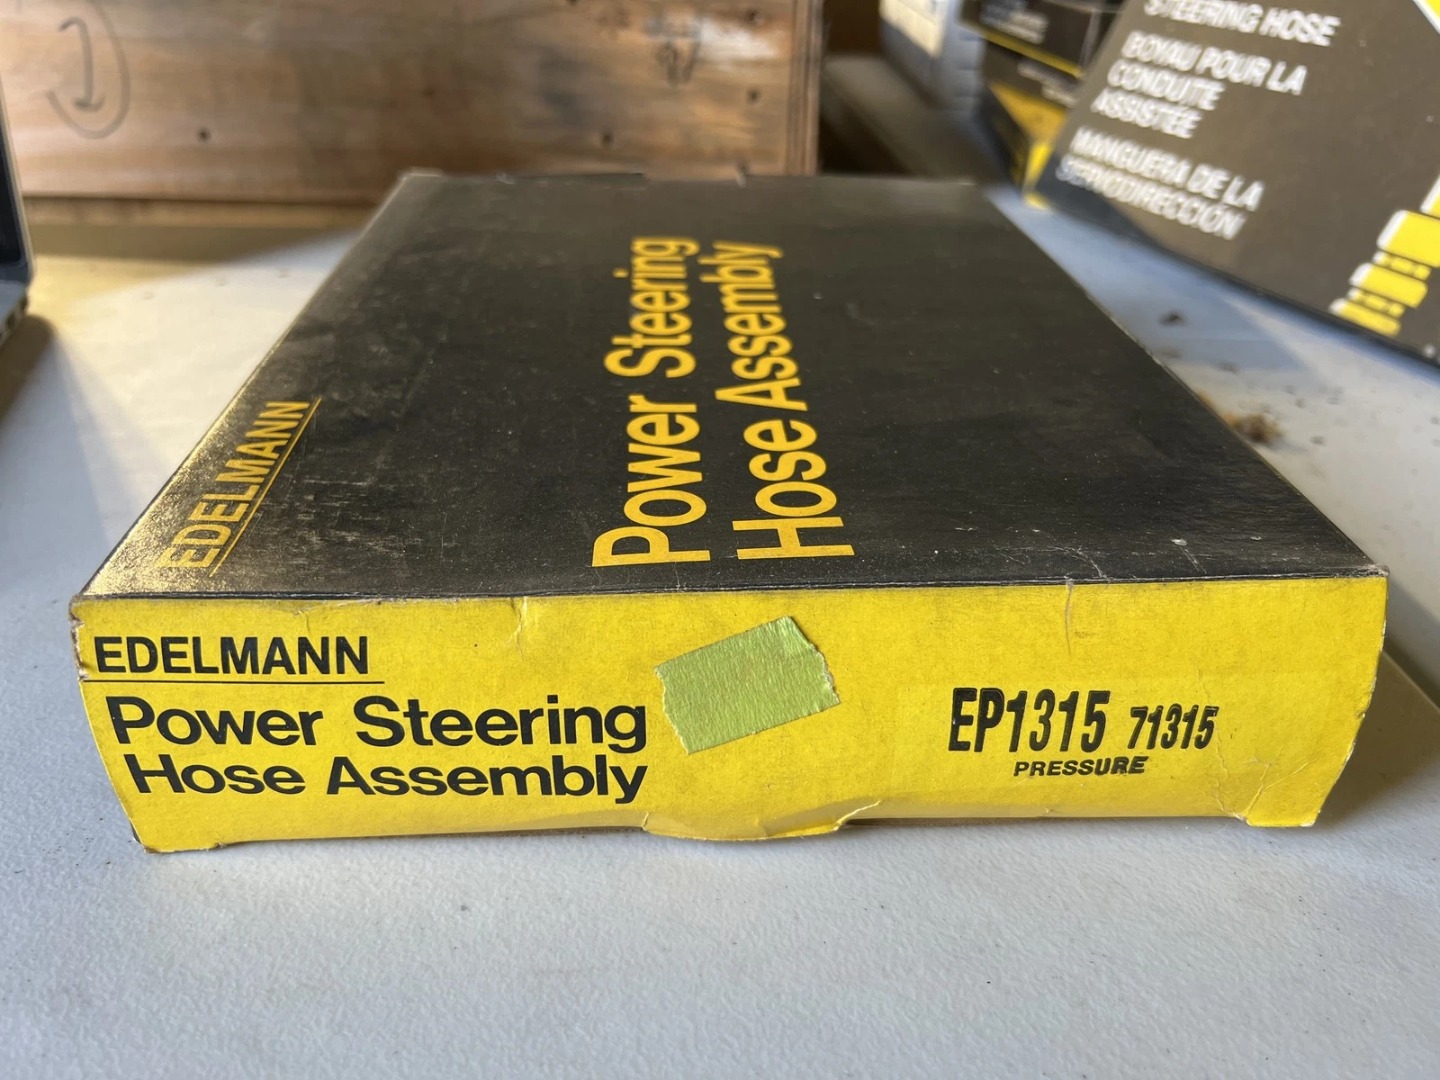 STEERING HOSE
BOYAU POUR LA
CONDUITE
ASSISTÉE
MANGUERA DE LA
SERVODIRECCIÓN
EDELMANN
Power Steering
Hose Assembly
EDELMANN
Power Steering
Hose Assembly
EP1315 71315
PRESSURE